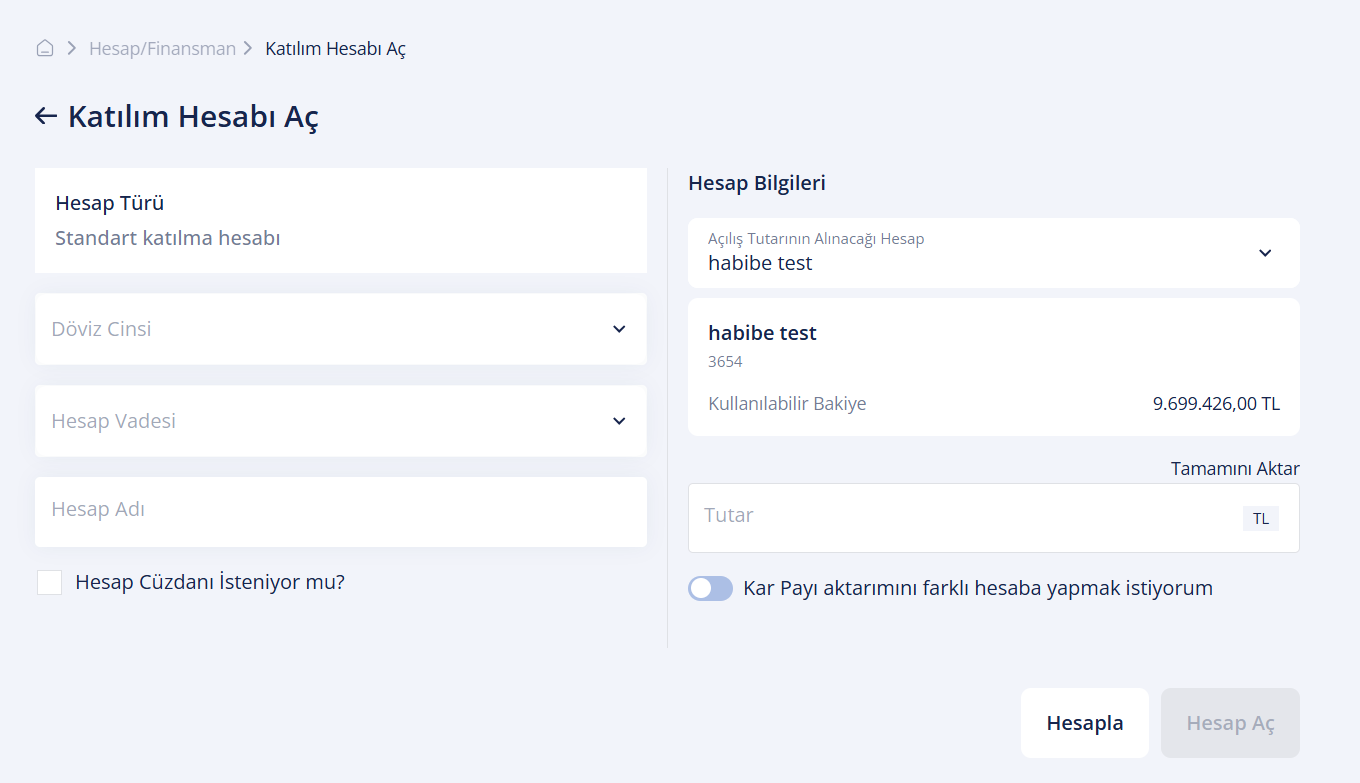 Hesap/Finansman
Katılım Hesabı Aç
Katılım Hesabı Aç
Hesap Türü
Standart katılma hesabı
Döviz Cinsi
Hesap Vadesi
Hesap Adı
Hesap Cüzdanı İsteniyor mu?
Hesap Bilgileri
Açılış Tutarının Alınacağı Hesap
habibe test
habibe test
3654
Kullanılabilir Bakiye 9.699.426,00 TL
Tamamını Aktar
Tutar TL
Kar Payı aktarımını farklı hesaba yapmak istiyorum
Hesapla
Hesap Aç